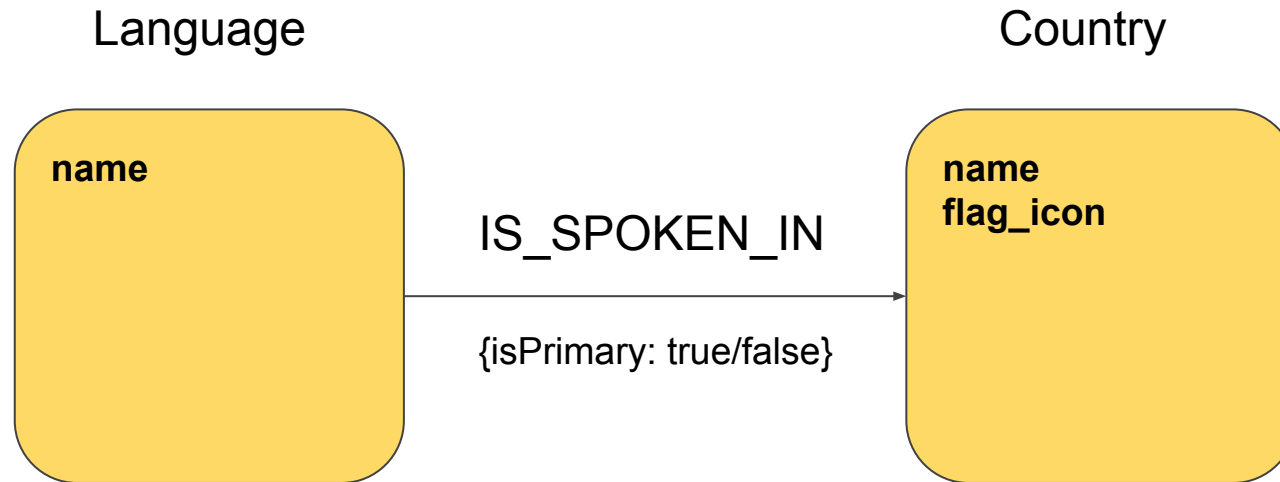 Language
Country
name
name
flag_icon
IS_SPOKEN_IN
{isPrimary: true/false}